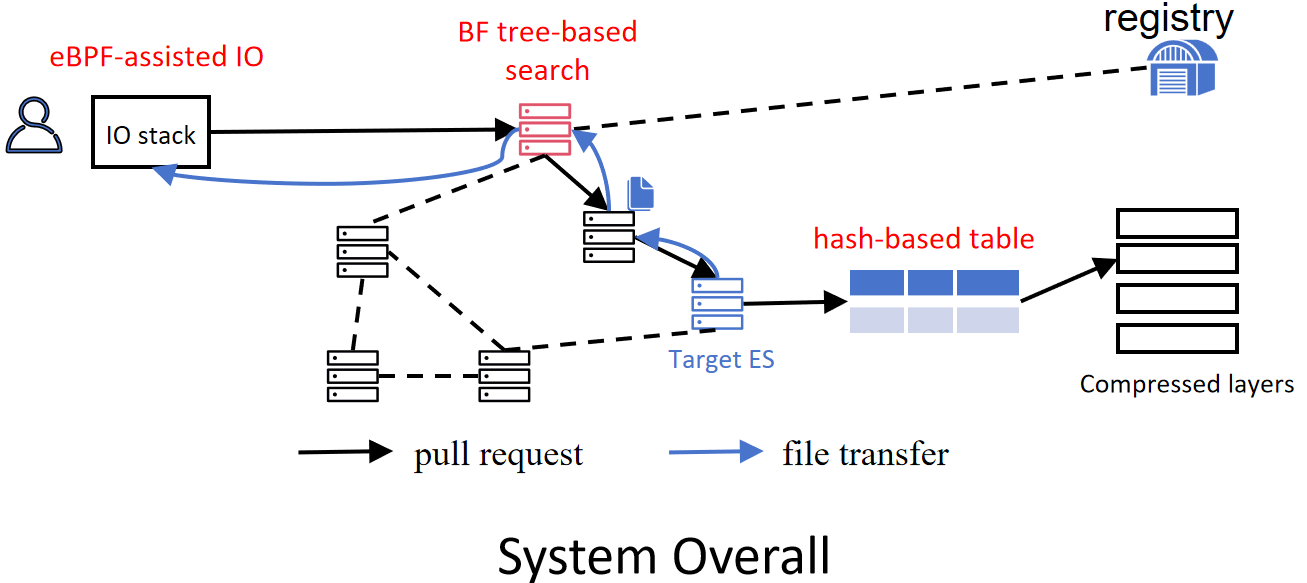 registry
BF tree-based
search
eBPF-assisted IO
IO stack
hash-based table
Target ES
Compressed layers
pull request
file transfer
System Overall